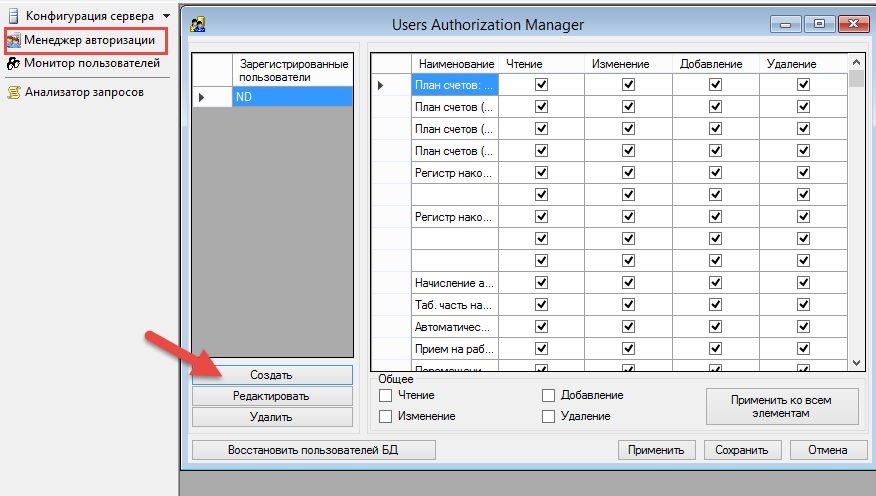 Конфигурация сервера
Менеджер авторизации
Монитор пользователей
Анализатор запросов
Users Authorization Manager
Зарегистрированные
пользователи
ND
Создать
Редактировать
Удалить
Восстановить пользователей БД
Наименование Чтение Изменение Добавление Удаление
План счетов: ...
План счетов (...
План счетов (...
План счетов (...
Регистр нако...
Регистр нако...
Начисление а...
Таб. часть на...
Автоматичес...
Прием на раб...
Перемещени...
Общее
Чтение Добавление
Изменение Удаление
Применить ко всем
элементам
Применить Сохранить Отмена